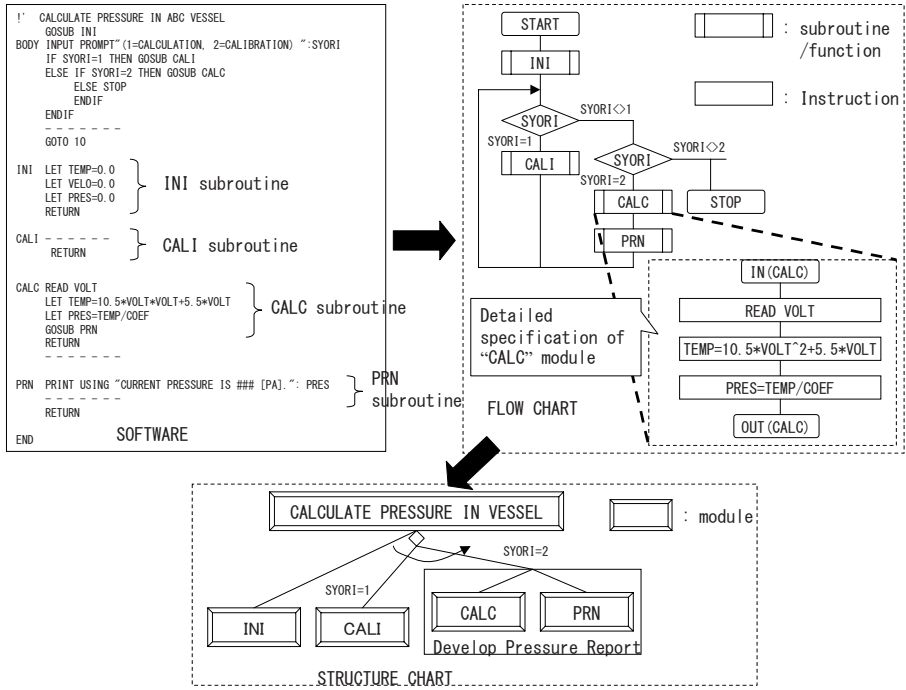 !' CALCULATE PRESSURE IN ABC VESSEL
GOSUB INI
BODY INPUT PROMPT"(1=CALCULATION, 2=CALIBRATION) ":SYORI
IF SYORI=1 THEN GOSUB CALI
ELSE IF SYORI=2 THEN GOSUB CALC
ELSE STOP
ENDIF
ENDIF
- - - - - - -
GOTO 10
INI LET TEMP=0.0
LET VELO=0.0
LET PRES=0.0
RETURN
INI subroutine
CALI - - - - - -
RETURN
CALI subroutine
CALC READ VOLT
LET TEMP=10.5*VOLT*VOLT+5.5*VOLT
LET PRES=TEMP/COEF
GOSUB PRN
RETURN
- - - - - - -
CALC subroutine
PRN PRINT USING "CURRENT PRESSURE IS ### [PA].": PRES
- - - - - - -
RETURN
PRN
subroutine
END
SOFTWARE
START
INI
SYORI
SYORI<>1
SYORI=1
CALI
SYORI
SYORI<>2
SYORI=2
CALC
STOP
PRN
: subroutine
/function
: Instruction
Detailed
specification of
“CALC” module
FLOW CHART
IN(CALC)
READ VOLT
TEMP=10.5*VOLT^2+5.5*VOLT
PRES=TEMP/COEF
OUT(CALC)
CALCULATE PRESSURE IN VESSEL
: module
SYORI=2
SYORI=1
INI
CALI
CALC
PRN
Develop Pressure Report
STRUCTURE CHART